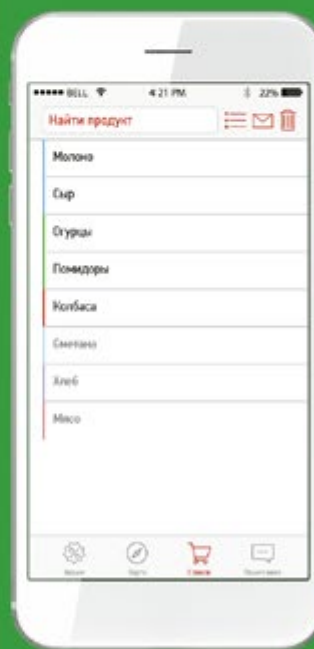 BELL 4:21 PM 22%
Найти продукт
Молоко
Сыр
Огурцы
Помидоры
Колбаса
Сметана
Хлеб
Мясо